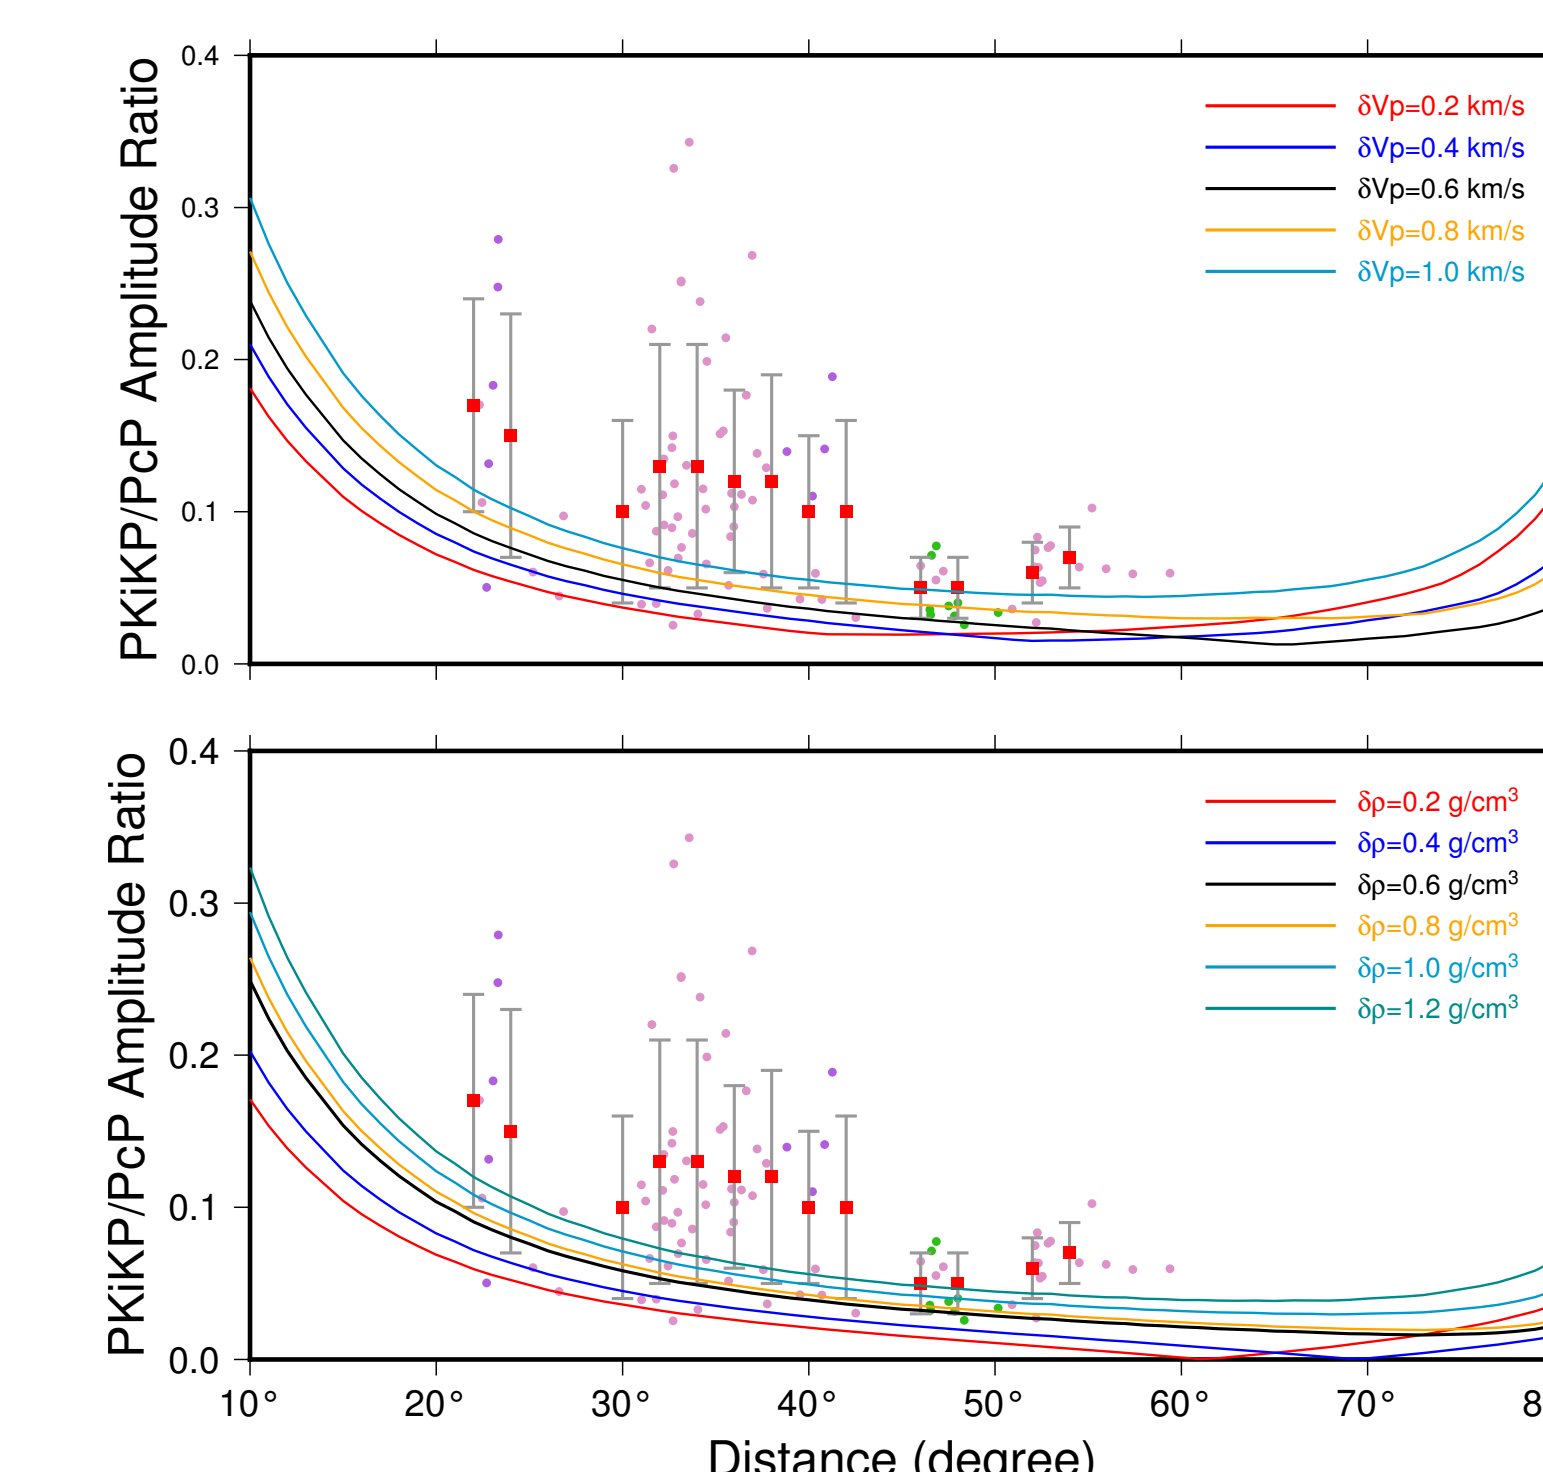 PKiKP/PcP Amplitude Ratio
0.4
0.3
0.2
0.1
0.0
δVp=0.2 km/s
δVp=0.4 km/s
δVp=0.6 km/s
δVp=0.8 km/s
δVp=1.0 km/s
PKiKP/PcP Amplitude Ratio
0.4
0.3
0.2
0.1
0.0
δρ=0.2 g/cm³
δρ=0.4 g/cm³
δρ=0.6 g/cm³
δρ=0.8 g/cm³
δρ=1.0 g/cm³
δρ=1.2 g/cm³
10° 20° 30° 40° 50° 60° 70° 8
Distance (degree)